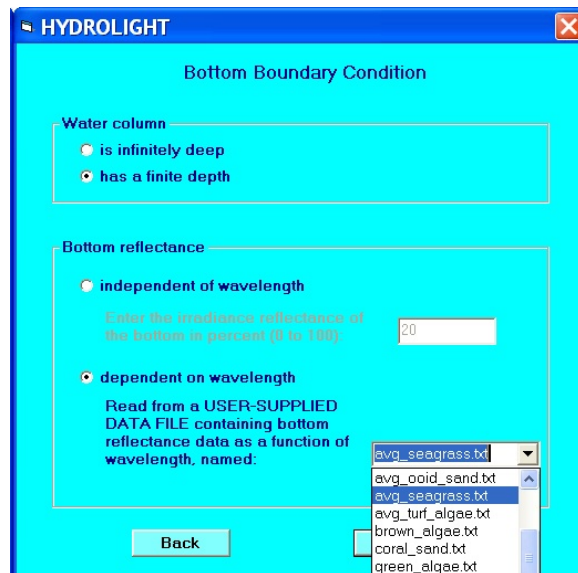 HYDROLIGHT
Bottom Boundary Condition
Water column
is infinitely deep
has a finite depth
Bottom reflectance
independent of wavelength
Enter the irradiance reflectance of
the bottom in percent (0 to 100):
20
dependent on wavelength
Read from a USER-SUPPLIED
DATA FILE containing bottom
reflectance data as a function of
wavelength, named:
avg_seagrass.txt
avg_ooid_sand.txt
avg_seagrass.txt
avg_turf_algae.txt
brown_algae.txt
coral_sand.txt
green_algae.txt
Back